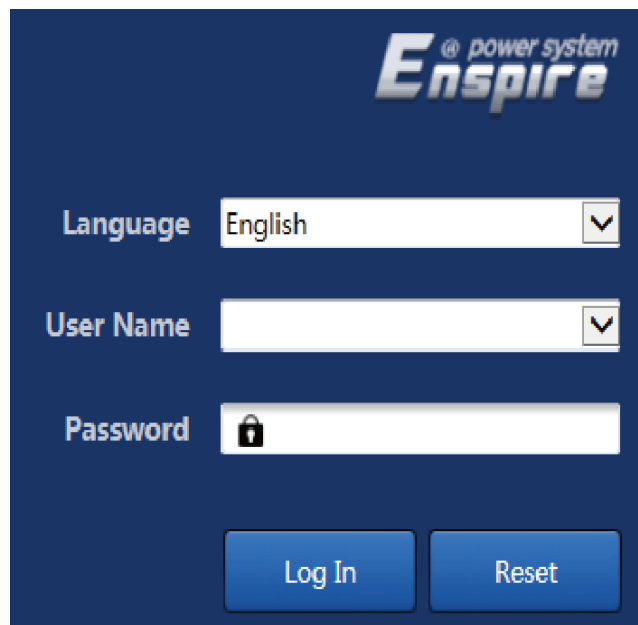 @ power system
Enspire
Language English
User Name
Password
Log In Reset